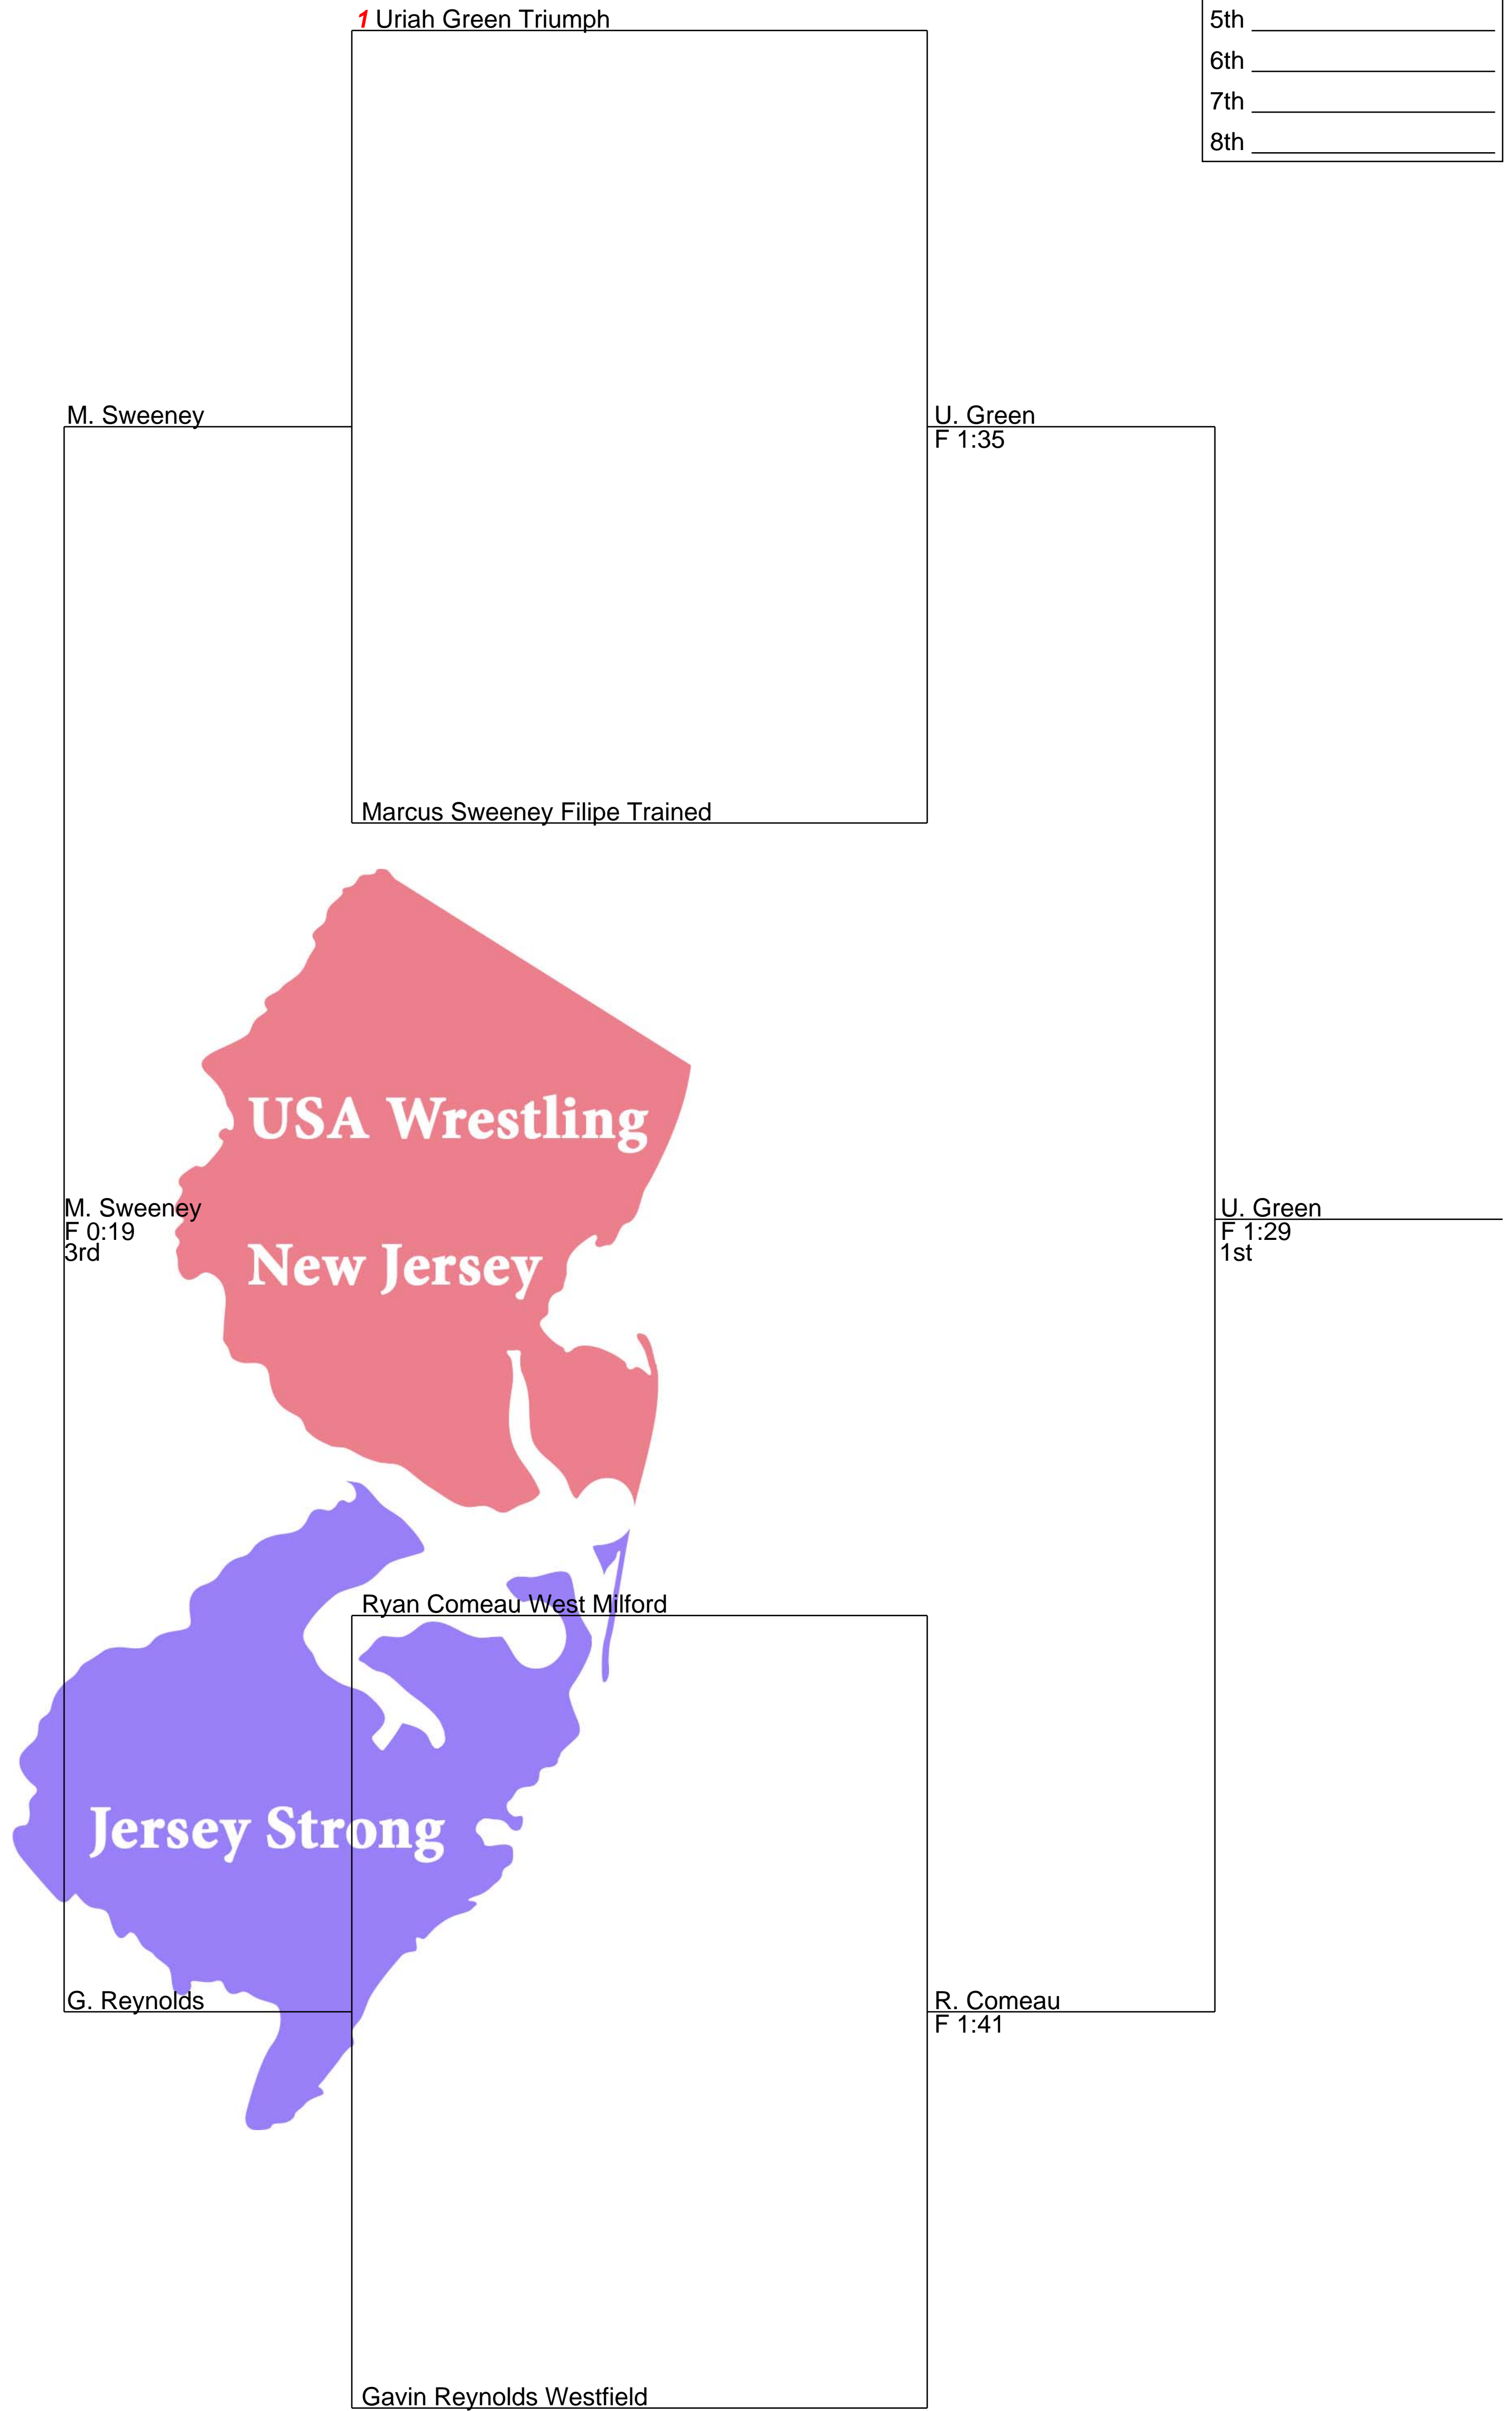 1 Uriah Green Triumph
5th
6th
7th
8th
M. Sweeney
U. Green
F 1:35
Marcus Sweeney Filipe Trained
USA Wrestling
New Jersey
M. Sweeney
F 0:19
3rd
U. Green
F 1:29
1st
Ryan Comeau West Milford
Jersey Strong
G. Reynolds
R. Comeau
F 1:41
Gavin Reynolds Westfield